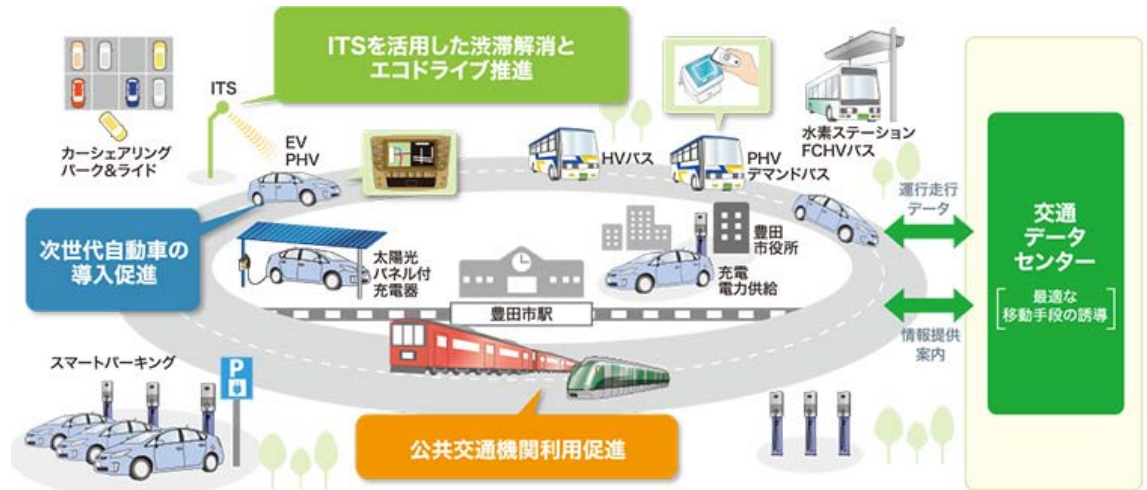 ITSを活用した渋滞解消と
エコドライブ推進
ITS
カーシェアリング
パーク&ライド
EV
PHV
HVバス
PHV
デマンドバス
水素ステーション
FCHVバス
運行走行
データ
交通
データ
センター
最適な
移動手段の誘導
情報提供
案内
次世代自動車の
導入促進
太陽光
パネル付
充電器
豊田
市役所
充電
電力供給
豊田市駅
スマートパーキング
P
公共交通機関利用促進